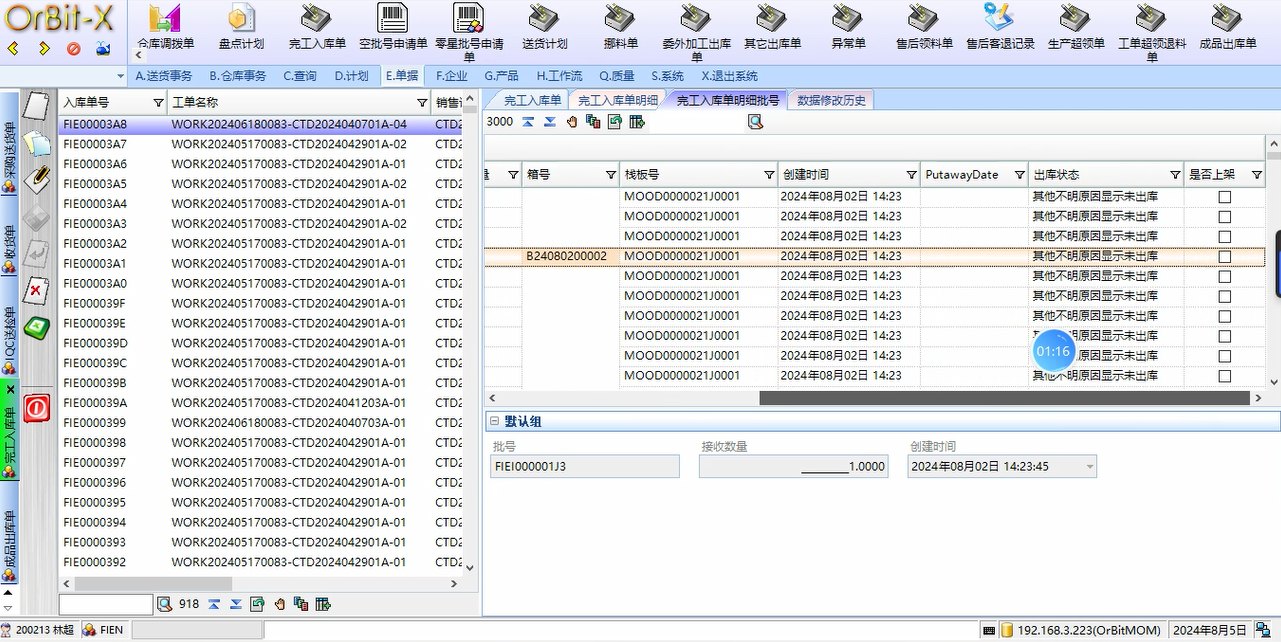 OrBit-X
仓库调拨单 盘点计划 完工入库单 空批号申请单 零星批号申请单 送货计划 挪料单 委外加工出库单 其它出库单 异常单 售后领料单 售后客退记录 生产超领单 工单超领退料单 成品出库单
A.送货事务 B.仓库事务 C.查询 D.计划 E.单据 F.企业 G.产品 H.工作流 Q.质量 S.系统 X.退出系统
采购送货单
收货单
IQC送检单
完工入库单
成品出库单
入库单号 工单名称 销售
FIE00003A8 WORK202406180083-CTD2024040701A-04 CTD2
FIE00003A7 WORK202405170083-CTD2024042901A-02 CTD2
FIE00003A6 WORK202405170083-CTD2024042901A-01 CTD2
FIE00003A5 WORK202405170083-CTD2024042901A-02 CTD2
FIE00003A4 WORK202405170083-CTD2024042901A-01 CTD2
FIE00003A3 WORK202405170083-CTD2024042901A-02 CTD2
FIE00003A2 WORK202405170083-CTD2024042901A-01 CTD2
FIE00003A1 WORK202405170083-CTD2024042901A-01 CTD2
FIE00003A0 WORK202405170083-CTD2024042901A-01 CTD2
FIE000039F WORK202405170083-CTD2024042901A-01 CTD2
FIE000039E WORK202405170083-CTD2024042901A-01 CTD2
FIE000039D WORK202405170083-CTD2024042901A-01 CTD2
FIE000039C WORK202405170083-CTD2024042901A-01 CTD2
FIE000039B WORK202405170083-CTD2024042901A-01 CTD2
FIE000039A WORK202405170083-CTD2024041203A-01 CTD2
FIE0000399 WORK202406180083-CTD2024040703A-01 CTD2
FIE0000398 WORK202405170083-CTD2024042901A-01 CTD2
FIE0000397 WORK202405170083-CTD2024042901A-01 CTD2
FIE0000396 WORK202405170083-CTD2024042901A-01 CTD2
FIE0000395 WORK202405170083-CTD2024042901A-01 CTD2
FIE0000394 WORK202405170083-CTD2024042901A-01 CTD2
FIE0000393 WORK202405170083-CTD2024042901A-01 CTD2
FIE0000392 WORK202405170083-CTD2024042901A-01 CTD2
918
完工入库单 完工入库单明细 完工入库单明细批号 数据修改历史
3000
箱号 栈板号 创建时间 PutawayDate 出库状态 是否上架
MOOD0000021J0001 2024年08月02日 14:23 其他不明原因显示未出库
MOOD0000021J0001 2024年08月02日 14:23 其他不明原因显示未出库
MOOD0000021J0001 2024年08月02日 14:23 其他不明原因显示未出库
B24080200002 MOOD0000021J0001 2024年08月02日 14:23 其他不明原因显示未出库
MOOD0000021J0001 2024年08月02日 14:23 其他不明原因显示未出库
MOOD0000021J0001 2024年08月02日 14:23 其他不明原因显示未出库
MOOD0000021J0001 2024年08月02日 14:23 其他不明原因显示未出库
MOOD0000021J0001 2024年08月02日 14:23 不明原因显示未出库
MOOD0000021J0001 2024年08月02日 14:23 原因显示未出库
MOOD0000021J0001 2024年08月02日 14:23 其他不明原因显示未出库
01:16
默认组
批号 接收数量 创建时间
FIEI000001J3 1.0000 2024年08月02日 14:23:45
200213 林超 FIEN 192.168.3.223(OrBitMOM) 2024年8月5日